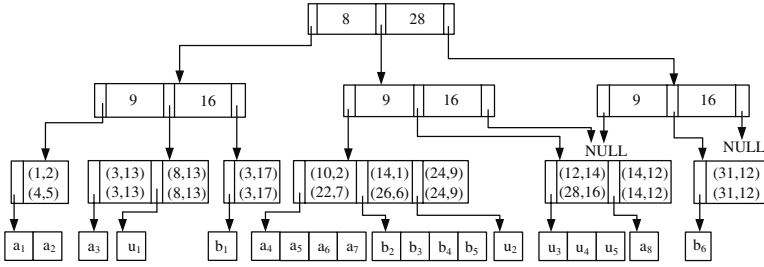 8 28
9 16 9 16 9 16
NULL NULL
(1,2) (3,13) (8,13) (3,17) (10,2) (14,1) (24,9) (12,14) (14,12) (31,12)
(4,5) (3,13) (8,13) (3,17) (22,7) (26,6) (24,9) (28,16) (14,12) (31,12)
a₁ a₂ a₃ u₁ b₁ a₄ a₅ a₆ a₇ b₂ b₃ b₄ b₅ u₂ u₃ u₄ u₅ a₈ b₆